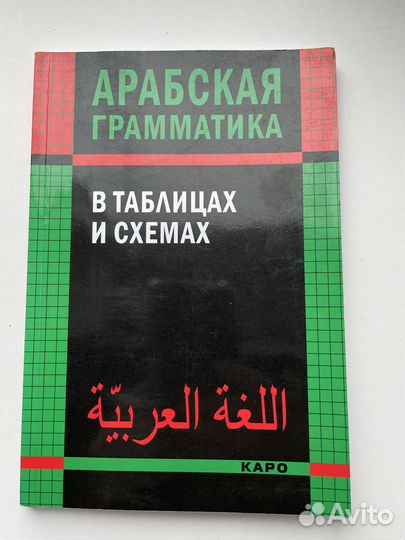 АРАБСКАЯ
ГРАММАТИКА
В ТАБЛИЦАХ
И СХЕМАХ
اللغة العربيّة
КАРО
Avito